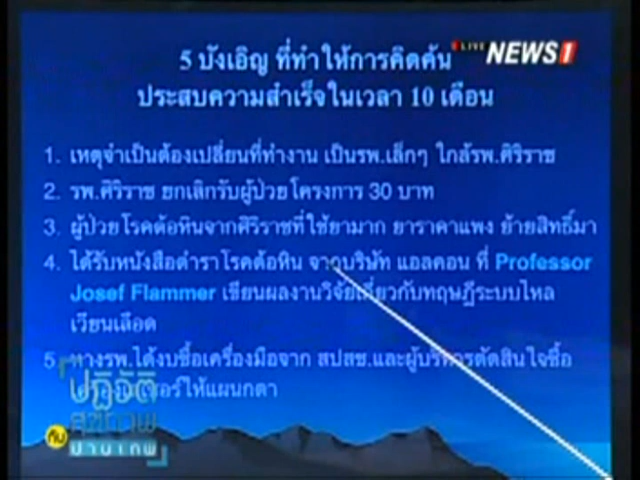 LIVE NEWS1
5 บังเอิญ ที่ทำให้การคิดค้น
ประสบความสำเร็จในเวลา 10 เดือน
1. เหตุจำเป็นต้องเปลี่ยนที่ทำงาน เป็นรพ.เล็กๆ ใกล้รพ.ศิริราช
2. รพ.ศิริราช ยกเลิกรับผู้ป่วยโครงการ 30 บาท
3. ผู้ป่วยโรคต้อหินจากศิริราชที่ใช้ยามาก ยาราคาแพง ย้ายสิทธิ์มา
4. ได้รับหนังสือตำราโรคต้อหิน จากบริษัท แอลคอน ที่ Professor
Josef Flammer เขียนผลงานวิจัยเกี่ยวกับทฤษฎีระบบไหล
เวียนเลือด
5. ทางรพ.ได้งบซื้อเครื่องมือจาก สปสช.และผู้บริหารตัดสินใจซื้อ
ให้แผนกตา
ปฏิวัติ
สุขภาพ
กับ
ปานเทพ